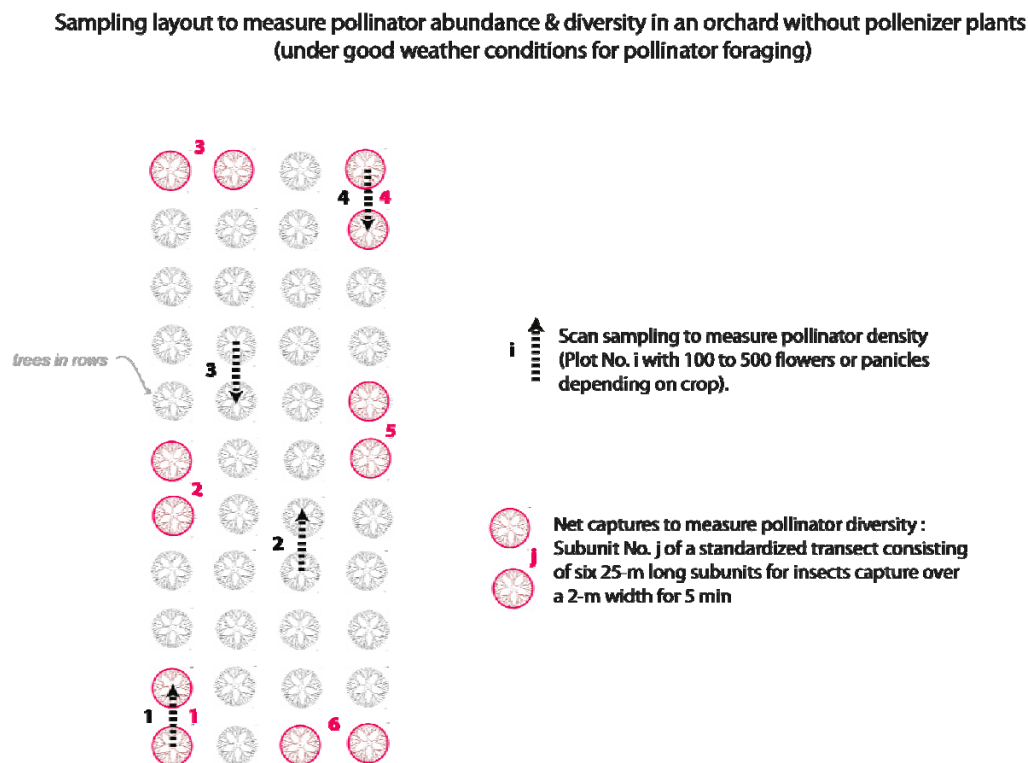 Sampling layout to measure pollinator abundance & diversity in an orchard without pollenizer plants
(under good weather conditions for pollinator foraging)
3
4 4
3
trees in rows
5
2
2
1 1
6
i
Scan sampling to measure pollinator density
(Plot No. i with 100 to 500 flowers or panicles
depending on crop).
j
Net captures to measure pollinator diversity :
Subunit No. j of a standardized transect consisting
of six 25-m long subunits for insects capture over
a 2-m width for 5 min